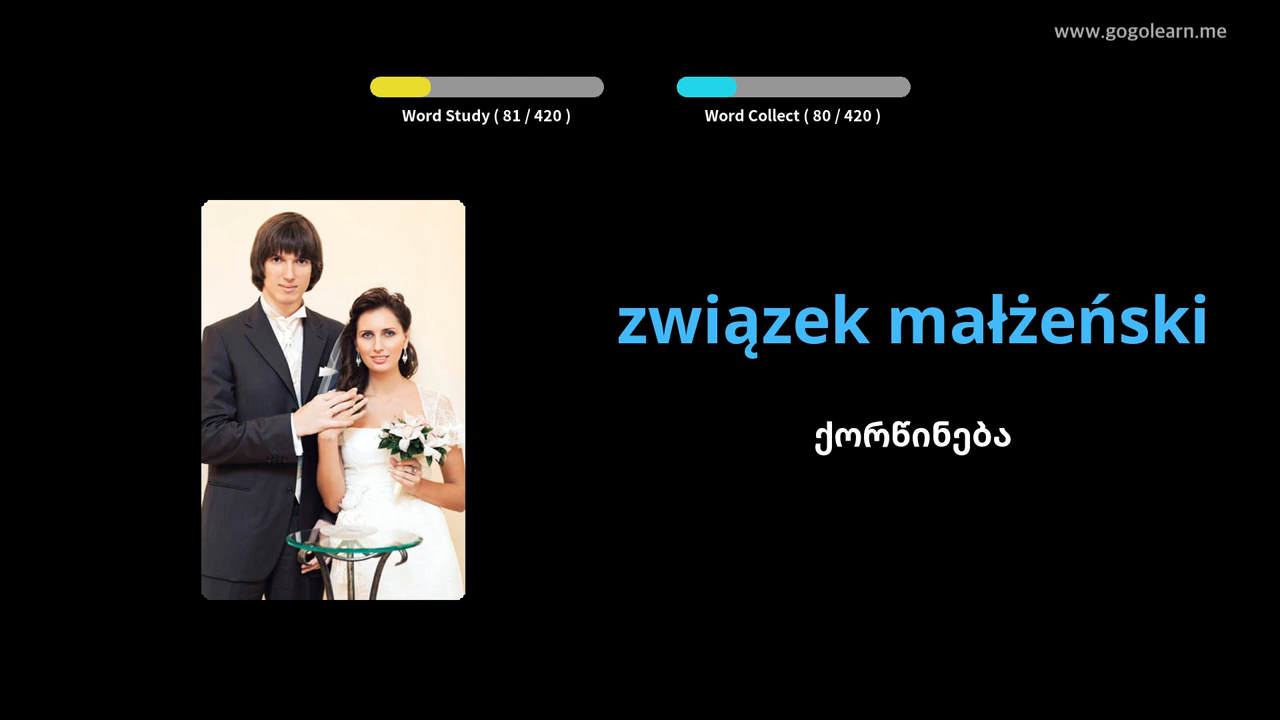 www.gogolearn.me
Word Study ( 81 / 420 )
Word Collect ( 80 / 420 )
związek małżeński
ქორწინება